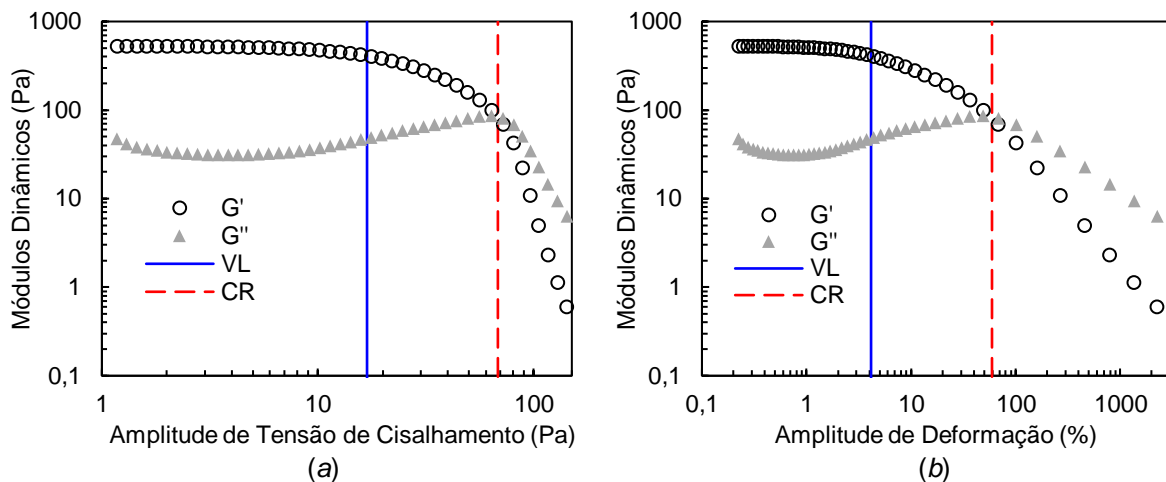 1000
100
10
1
0,1
Módulos Dinâmicos (Pa)
G'
G"
VL
CR
1
10
100
Amplitude de Tensão de Cisalhamento (Pa)
(a)
1000
100
10
1
0,1
Módulos Dinâmicos (Pa)
G'
G"
VL
CR
0,1
1
10
100
1000
Amplitude de Deformação (%)
(b)